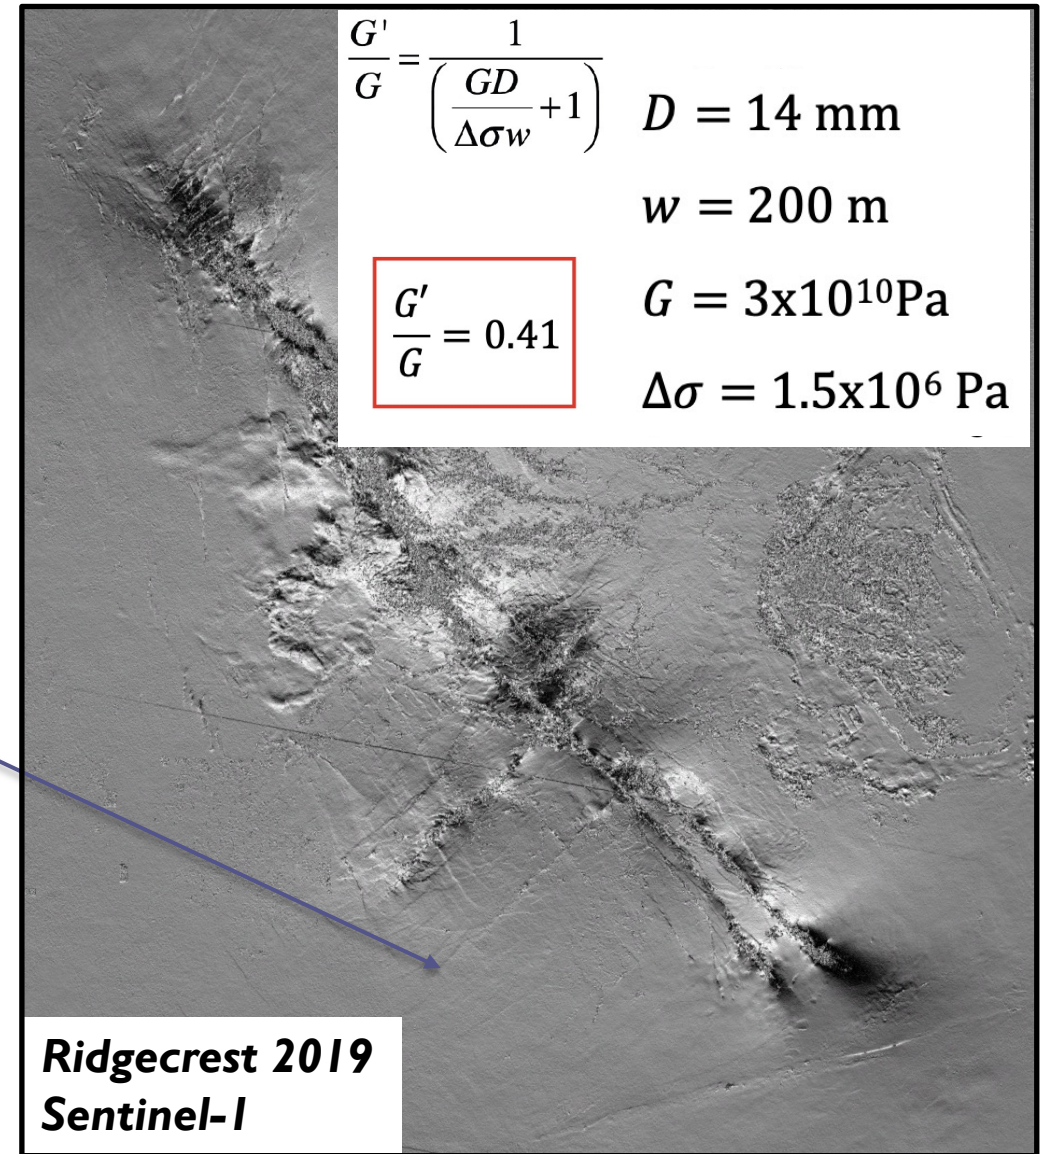 G'/G = 1/(GD/Δσw + 1)
D = 14 mm
w = 200 m
G = 3x10¹⁰Pa
G′/G = 0.41
Δσ = 1.5x10⁶ Pa
Ridgecrest 2019
Sentinel-1